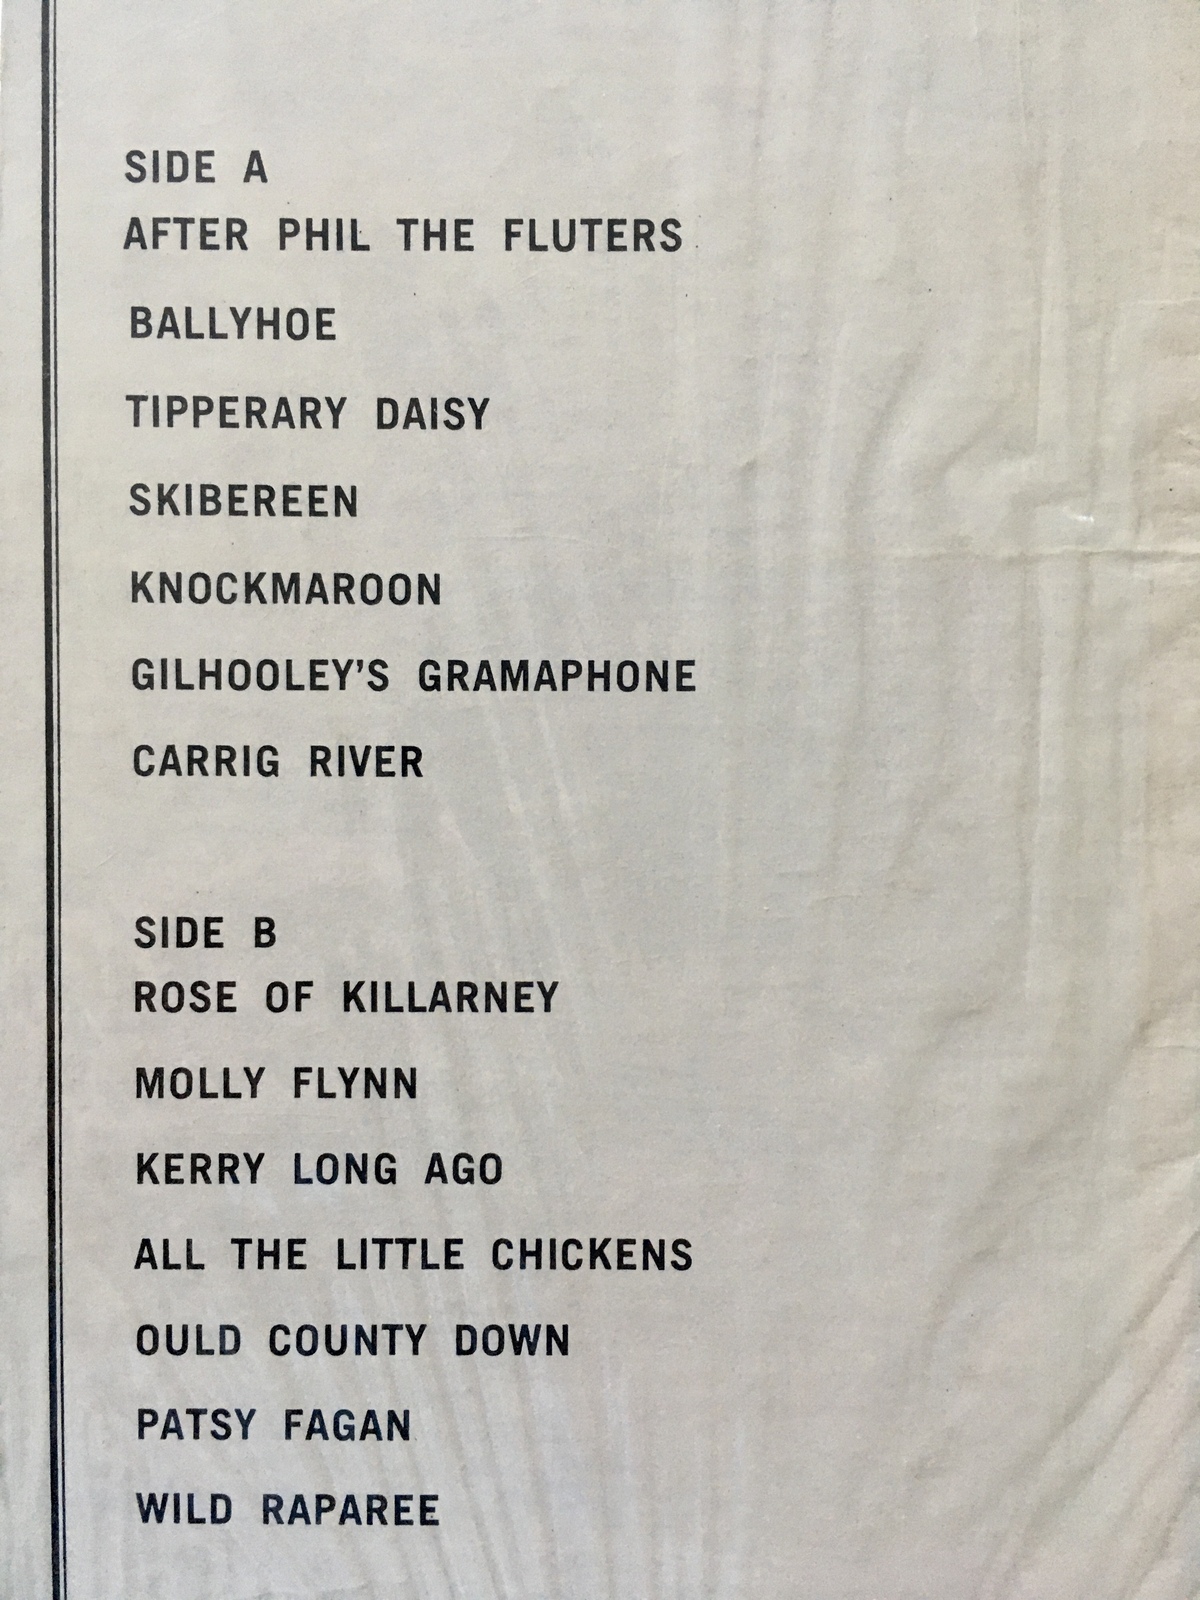 SIDE A
AFTER PHIL THE FLUTERS
BALLYHOE
TIPPERARY DAISY
SKIBEREEN
KNOCKMAROON
GILHOOLEY'S GRAMAPHONE
CARRIG RIVER
SIDE B
ROSE OF KILLARNEY
MOLLY FLYNN
KERRY LONG AGO
ALL THE LITTLE CHICKENS
OULD COUNTY DOWN
PATSY FAGAN
WILD RAPAREE